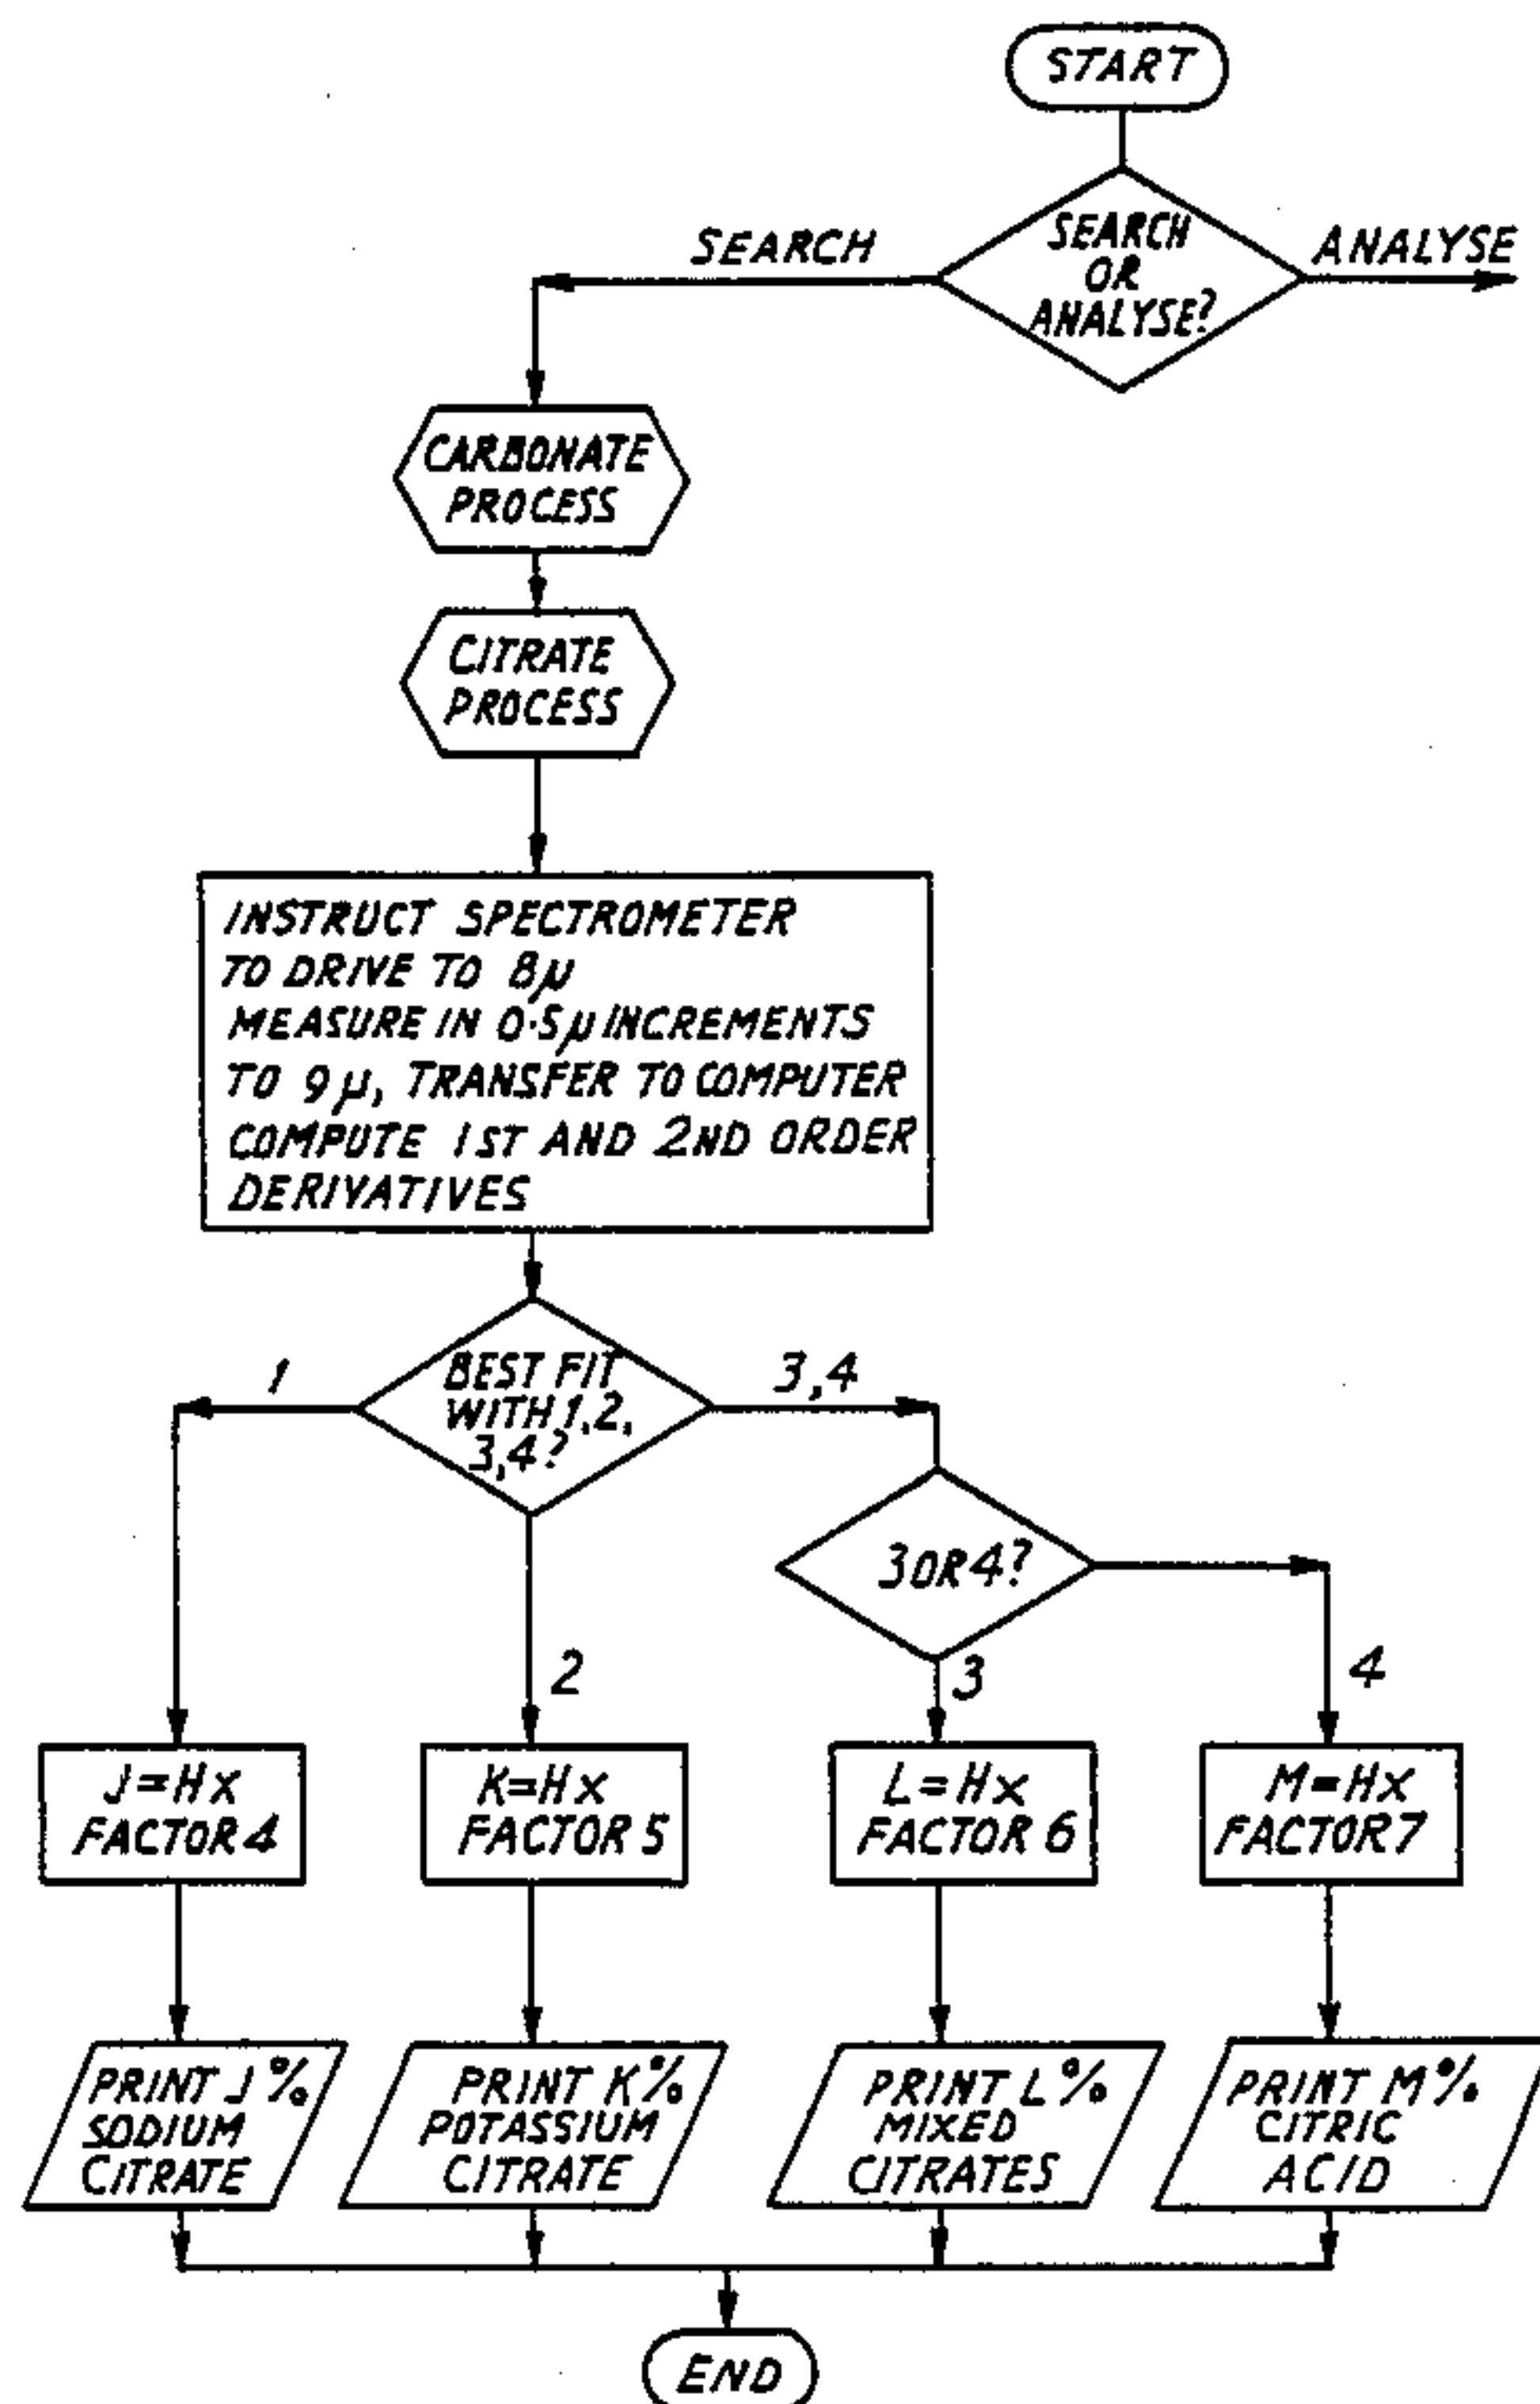 START
SEARCH
OR
ANALYSE?
SEARCH
ANALYSE
CARBONATE
PROCESS
CITRATE
PROCESS
INSTRUCT SPECTROMETER
TO DRIVE TO 8μ
MEASURE IN 0·5μ INCREMENTS
TO 9μ, TRANSFER TO COMPUTER
COMPUTE 1ST AND 2ND ORDER
DERIVATIVES
BEST FIT
WITH 1,2,
3,4?
1
3,4
3 OR 4?
2
3
4
J=H×
FACTOR 4
K=H×
FACTOR 5
L=H×
FACTOR 6
M=H×
FACTOR 7
PRINT J%
SODIUM
CITRATE
PRINT K%
POTASSIUM
CITRATE
PRINT L%
MIXED
CITRATES
PRINT M%
CITRIC
ACID
END